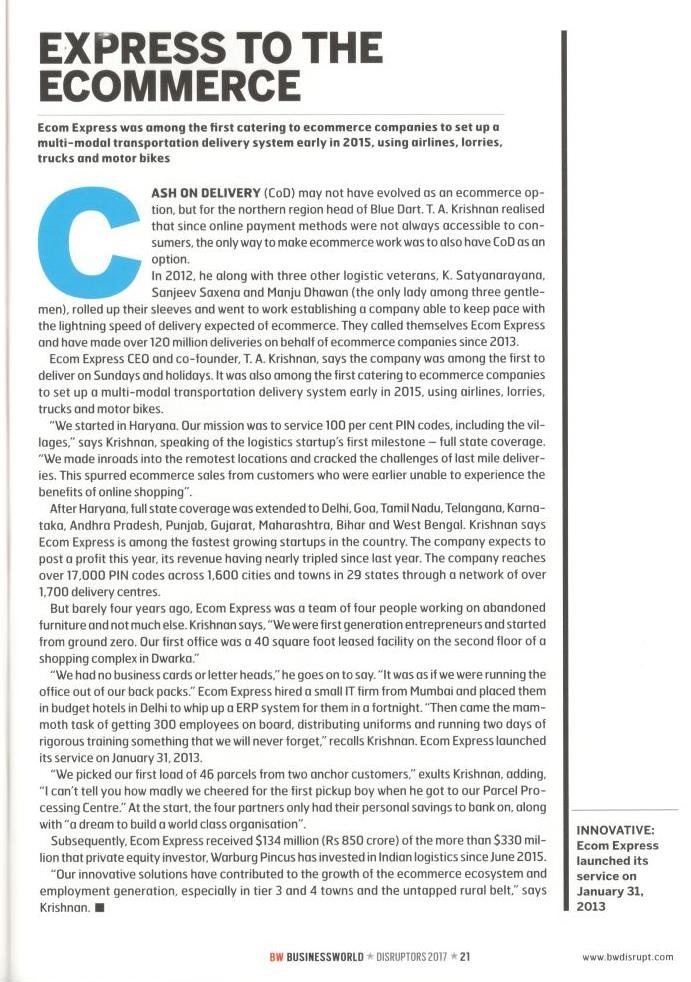 EXPRESS TO THE
ECOMMERCE
Ecom Express was among the first catering to ecommerce companies to set up a
multi-modal transportation delivery system early in 2015, using airlines, lorries,
trucks and motor bikes
CASH ON DELIVERY (CoD) may not have evolved as an ecommerce op-
tion, but for the northern region head of Blue Dart. T. A. Krishnan realised
that since online payment methods were not always accessible to con-
sumers, the only way to make ecommerce work was to also have CoD as an
option.
In 2012, he along with three other logistic veterans, K. Satyanarayana,
Sanjeev Saxena and Manju Dhawan (the only lady among three gentle-
men), rolled up their sleeves and went to work establishing a company able to keep pace with
the lightning speed of delivery expected of ecommerce. They called themselves Ecom Express
and have made over 120 million deliveries on behalf of ecommerce companies since 2013.
Ecom Express CEO and co-founder, T. A. Krishnan, says the company was among the first to
deliver on Sundays and holidays. It was also among the first catering to ecommerce companies
to set up a multi-modal transportation delivery system early in 2015, using airlines, lorries,
trucks and motor bikes.
"We started in Haryana. Our mission was to service 100 per cent PIN codes, including the vil-
lages," says Krishnan, speaking of the logistics startup's first milestone – full state coverage.
"We made inroads into the remotest locations and cracked the challenges of last mile deliver-
ies. This spurred ecommerce sales from customers who were earlier unable to experience the
benefits of online shopping".
After Haryana, full state coverage was extended to Delhi, Goa, Tamil Nadu, Telangana, Karna-
taka, Andhra Pradesh, Punjab, Gujarat, Maharashtra, Bihar and West Bengal. Krishnan says
Ecom Express is among the fastest growing startups in the country. The company expects to
post a profit this year, its revenue having nearly tripled since last year. The company reaches
over 17,000 PIN codes across 1,600 cities and towns in 29 states through a network of over
1,700 delivery centres.
But barely four years ago, Ecom Express was a team of four people working on abandoned
furniture and not much else. Krishnan says, "We were first generation entrepreneurs and started
from ground zero. Our first office was a 40 square foot leased facility on the second floor of a
shopping complex in Dwarka."
"We had no business cards or letter heads," he goes on to say. "It was as if we were running the
office out of our back packs." Ecom Express hired a small IT firm from Mumbai and placed them
in budget hotels in Delhi to whip up a ERP system for them in a fortnight. "Then came the mam-
moth task of getting 300 employees on board, distributing uniforms and running two days of
rigorous training something that we will never forget," recalls Krishnan. Ecom Express launched
its service on January 31, 2013.
"We picked our first load of 46 parcels from two anchor customers," exults Krishnan, adding,
"I can't tell you how madly we cheered for the first pickup boy when he got to our Parcel Pro-
cessing Centre." At the start, the four partners only had their personal savings to bank on, along
with "a dream to build a world class organisation".
Subsequently, Ecom Express received $134 million (Rs 850 crore) of the more than $330 mil-
lion that private equity investor, Warburg Pincus has invested in Indian logistics since June 2015.
"Our innovative solutions have contributed to the growth of the ecommerce ecosystem and
employment generation, especially in tier 3 and 4 towns and the untapped rural belt," says
Krishnan. ■
INNOVATIVE:
Ecom Express
launched its
service on
January 31,
2013
BW BUSINESSWORLD ★ DISRUPTORS 2017 ★ 21
www.bwdisrupt.com